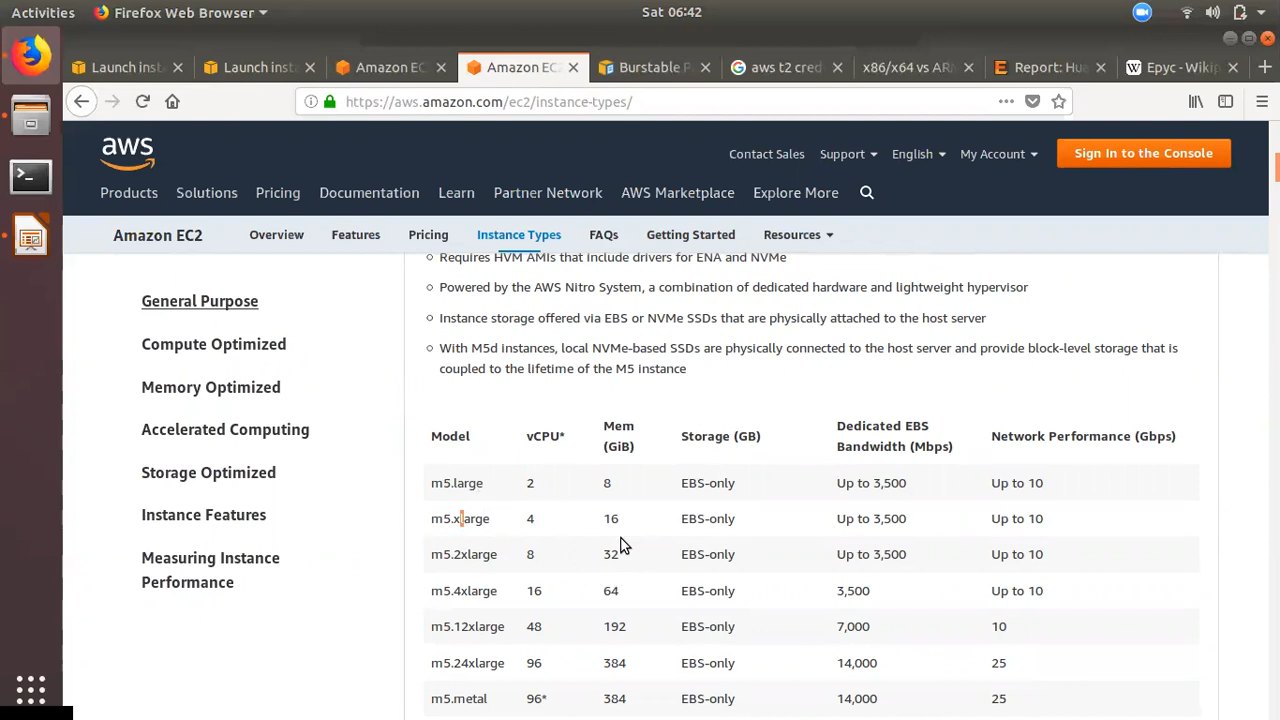 Activities
Firefox Web Browser
Sat 06:42
Launch inst
Launch inst
Amazon EC
Amazon EC
Burstable P
aws t2 cred
x86/x64 vs AR
Report: Hu
Epyc - Wikip
https://aws.amazon.com/ec2/instance-types/
aws
Contact Sales
Support
English
My Account
Sign In to the Console
Products
Solutions
Pricing
Documentation
Learn
Partner Network
AWS Marketplace
Explore More
Amazon EC2
Overview
Features
Pricing
Instance Types
FAQs
Getting Started
Resources
General Purpose
Compute Optimized
Memory Optimized
Accelerated Computing
Storage Optimized
Instance Features
Measuring Instance
Performance
Requires HVM AMIs that include drivers for ENA and NVMe
Powered by the AWS Nitro System, a combination of dedicated hardware and lightweight hypervisor
Instance storage offered via EBS or NVMe SSDs that are physically attached to the host server
With M5d instances, local NVMe-based SSDs are physically connected to the host server and provide block-level storage that is
coupled to the lifetime of the M5 instance
Model vCPU* Mem (GiB) Storage (GB) Dedicated EBS Bandwidth (Mbps) Network Performance (Gbps)
m5.large 2 8 EBS-only Up to 3,500 Up to 10
m5.xlarge 4 16 EBS-only Up to 3,500 Up to 10
m5.2xlarge 8 32 EBS-only Up to 3,500 Up to 10
m5.4xlarge 16 64 EBS-only 3,500 Up to 10
m5.12xlarge 48 192 EBS-only 7,000 10
m5.24xlarge 96 384 EBS-only 14,000 25
m5.metal 96* 384 EBS-only 14,000 25